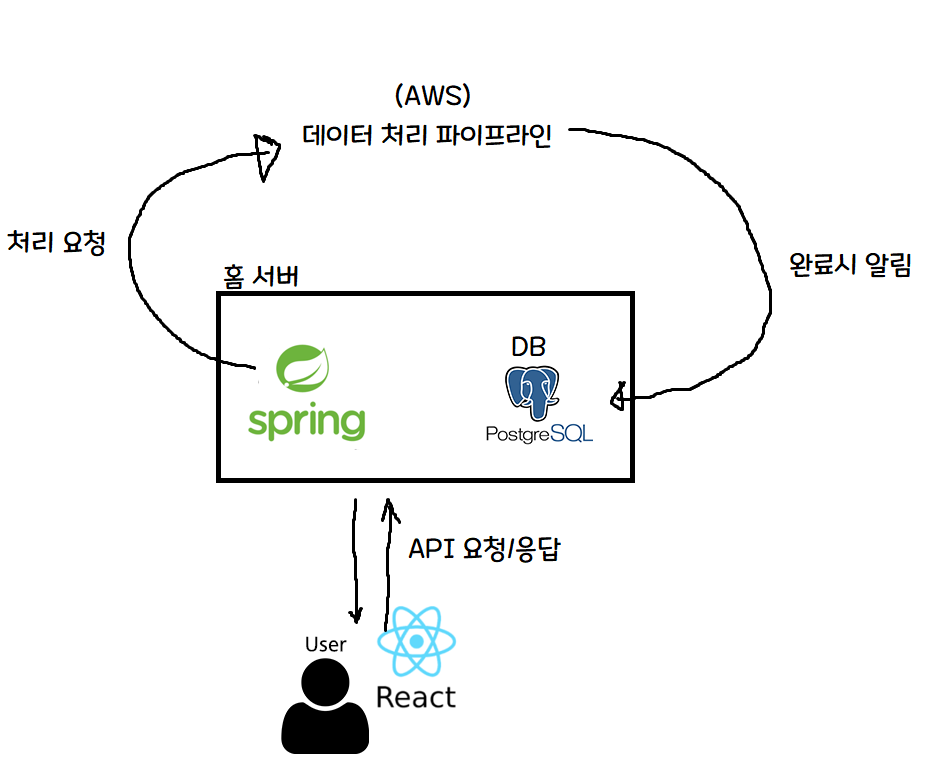 (AWS)
데이터 처리 파이프라인
처리 요청
완료시 알림
홈 서버
spring
DB
PostgreSQL
API 요청/응답
User
React